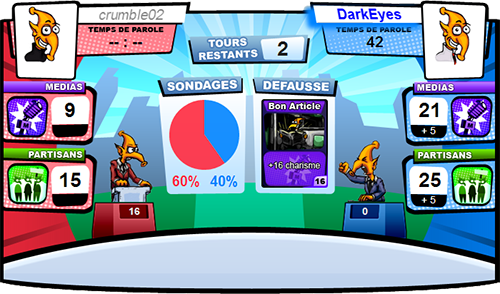 crumble02
DarkEyes
TEMPS DE PAROLE
-- : --
TOURS
RESTANTS
2
TEMPS DE PAROLE
42
MEDIAS
9
SONDAGES
60% 40%
DEFAUSSE
Bon Article
+16 charisme
16
MEDIAS
21
+ 5
PARTISANS
15
PARTISANS
25
+ 5
16
0